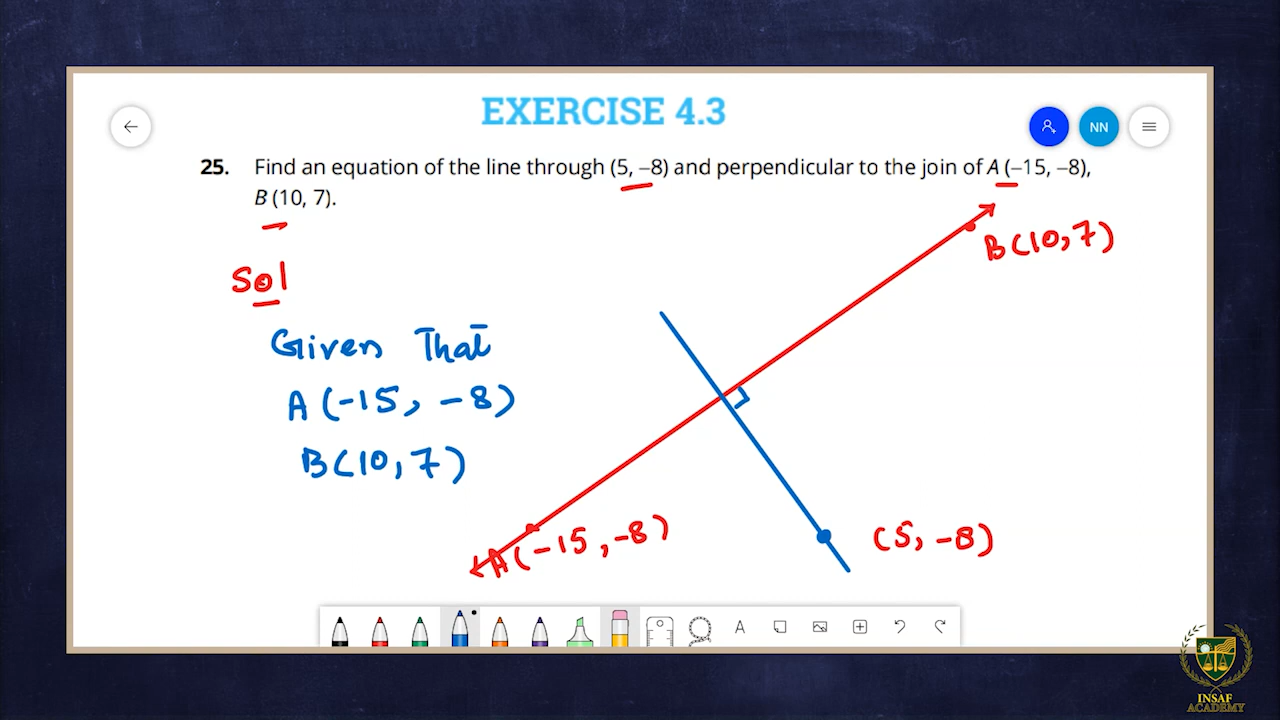 EXERCISE 4.3
NN
25. Find an equation of the line through (5, –8) and perpendicular to the join of A (–15, –8),
B (10, 7).
B(10,7)
Sol
Given That
A(-15, -8)
B(10,7)
A(-15,-8)
(5,-8)
A
INSAF
ACADEMY